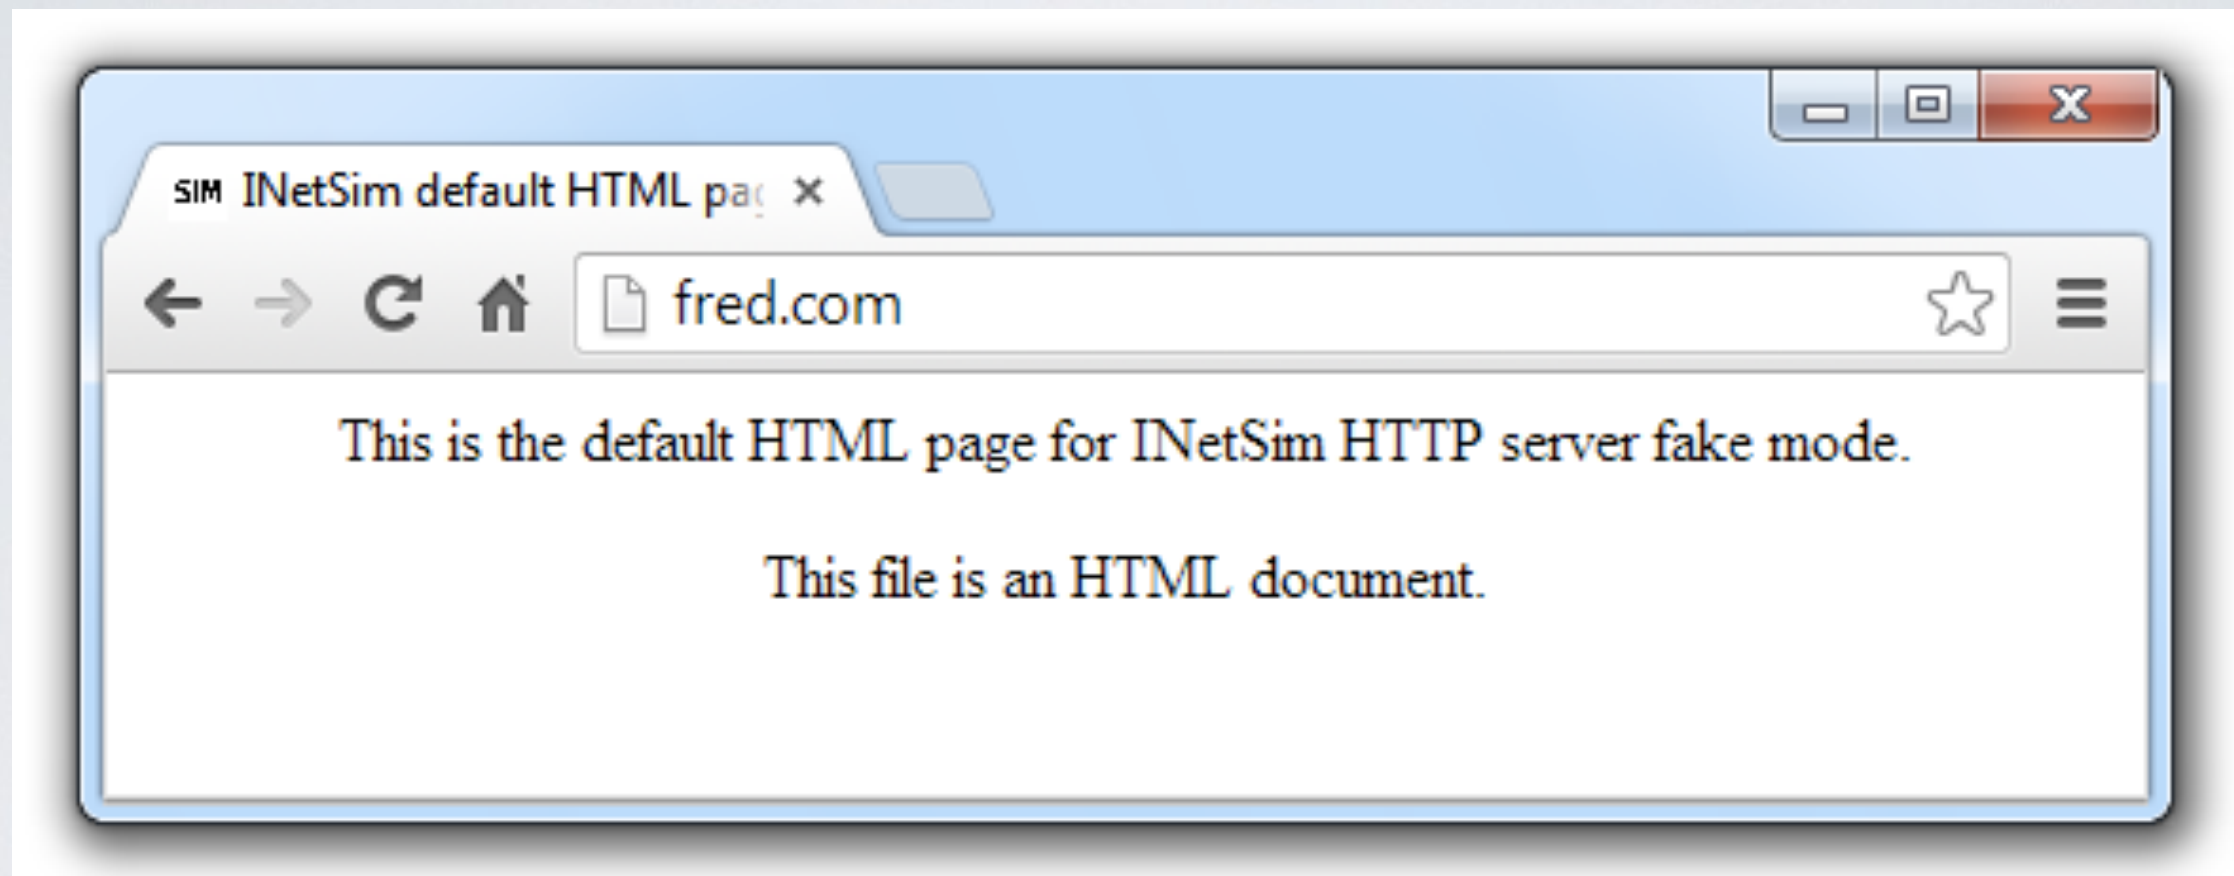 SIM INetSim default HTML pag
fred.com
This is the default HTML page for INetSim HTTP server fake mode.
This file is an HTML document.